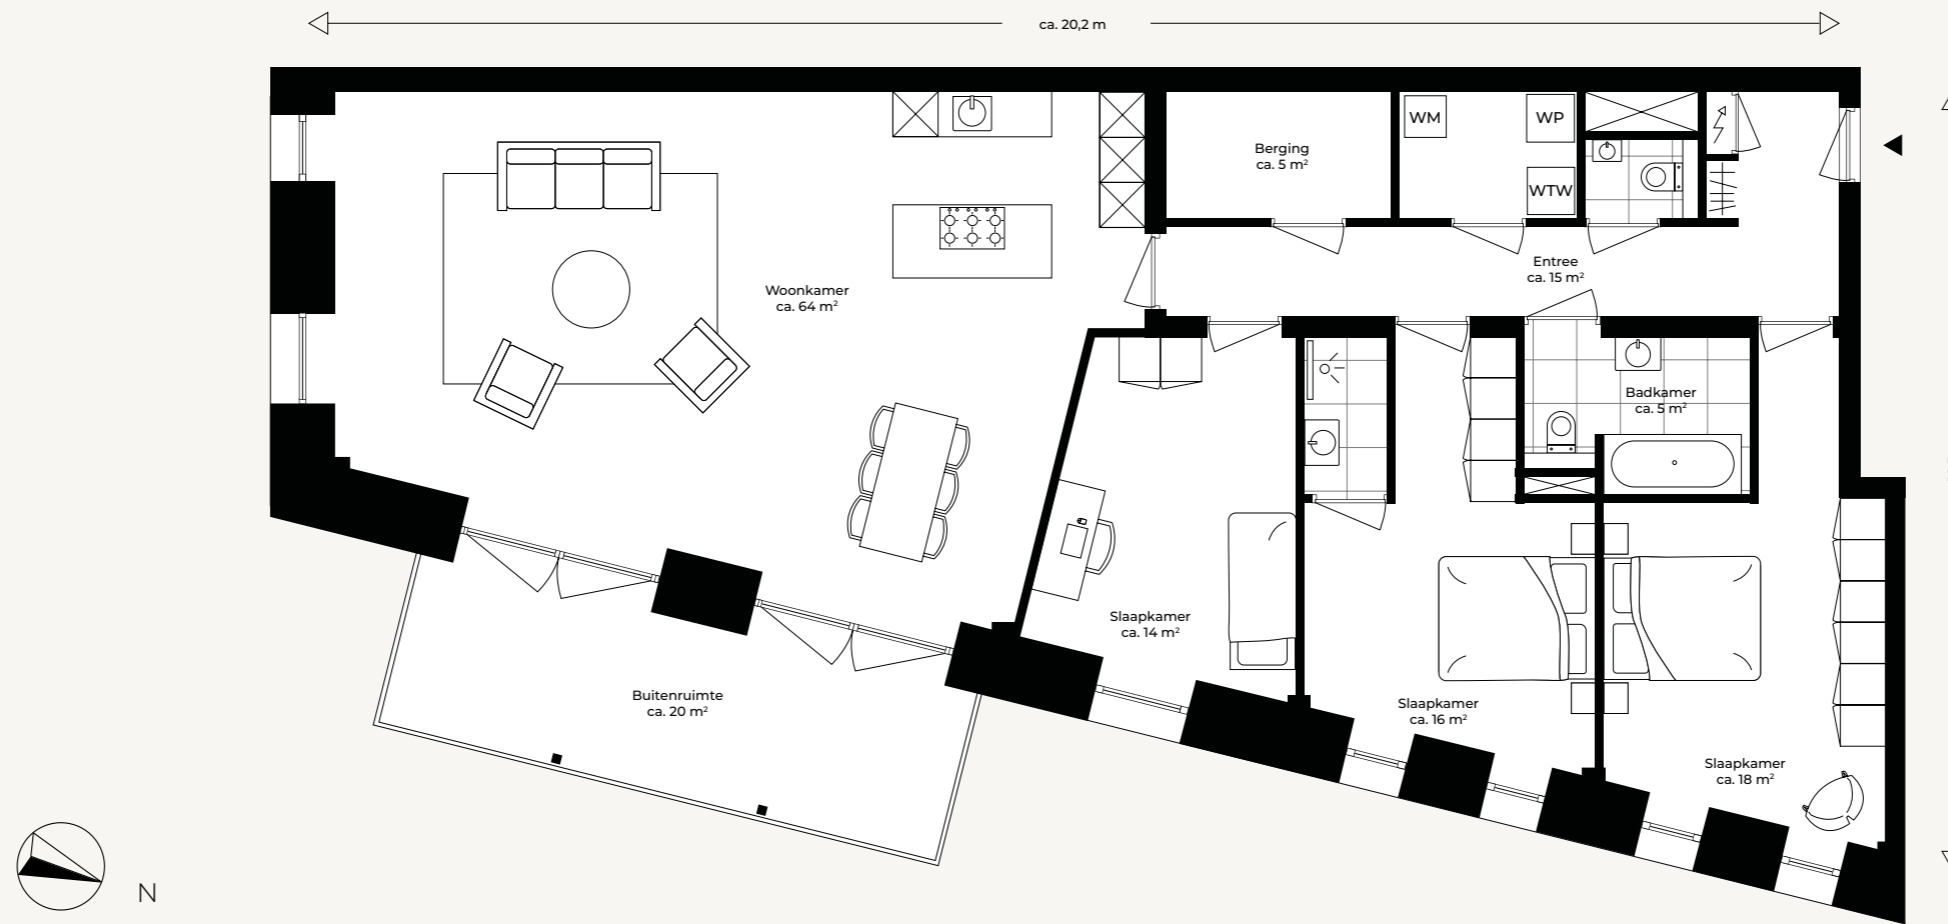 ca. 20,2 m
WM
WP
Berging
ca. 5 m²
WTW
Entree
ca. 15 m²
Woonkamer
ca. 64 m²
Badkamer
ca. 5 m²
Slaapkamer
ca. 14 m²
Buitenruimte
ca. 20 m²
Slaapkamer
ca. 16 m²
Slaapkamer
ca. 18 m²
N